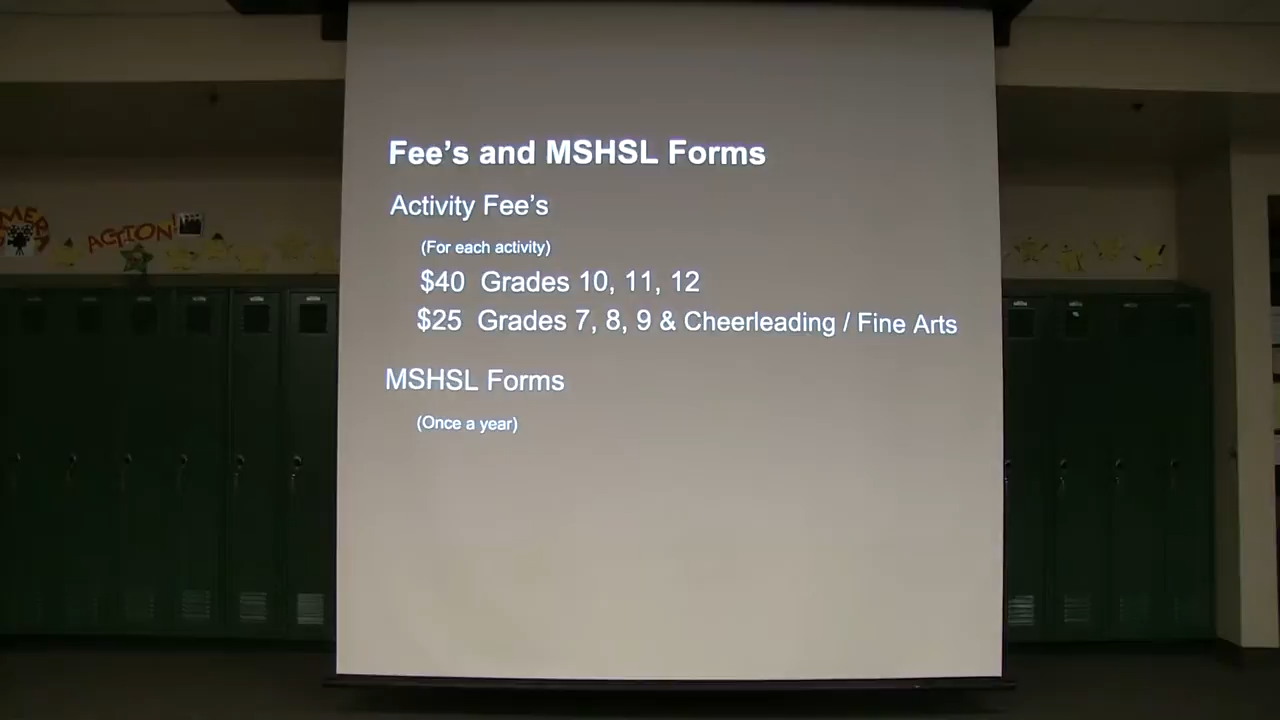 Fee's and MSHSL Forms
Activity Fee's
(For each activity)
$40 Grades 10, 11, 12
$25 Grades 7, 8, 9 & Cheerleading / Fine Arts
MSHSL Forms
(Once a year)
ACTION!